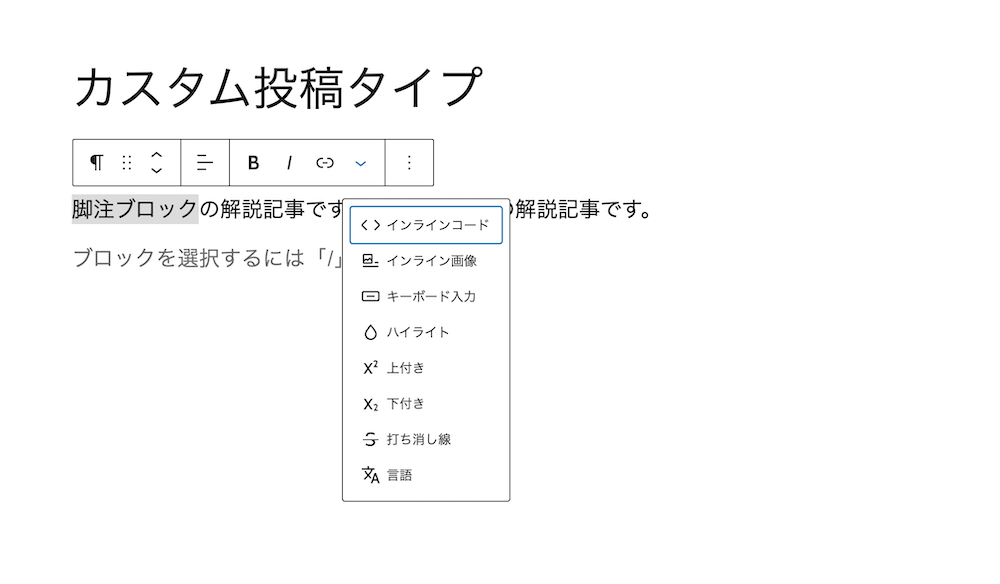 カスタム投稿タイプ
B I
脚注ブロックの解説記事です の解説記事です。
ブロックを選択するには「/」
インラインコード
インライン画像
キーボード入力
ハイライト
X² 上付き
X₂ 下付き
S 打ち消し線
文A 言語